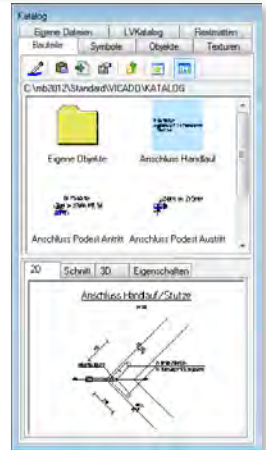 Katalog
Eigene Dateien LVKatalog Restmatten
Bauteile Symbole Objekte Texturen
C:\mb2012\Standard\VICADO\KATALOG
Eigene Objekte Anschluss Handlauf
Anschluss Podest Antritt Anschluss Podest Austritt
2D Schnitt 3D Eigenschaften
Anschluss Handlauf/Stütze